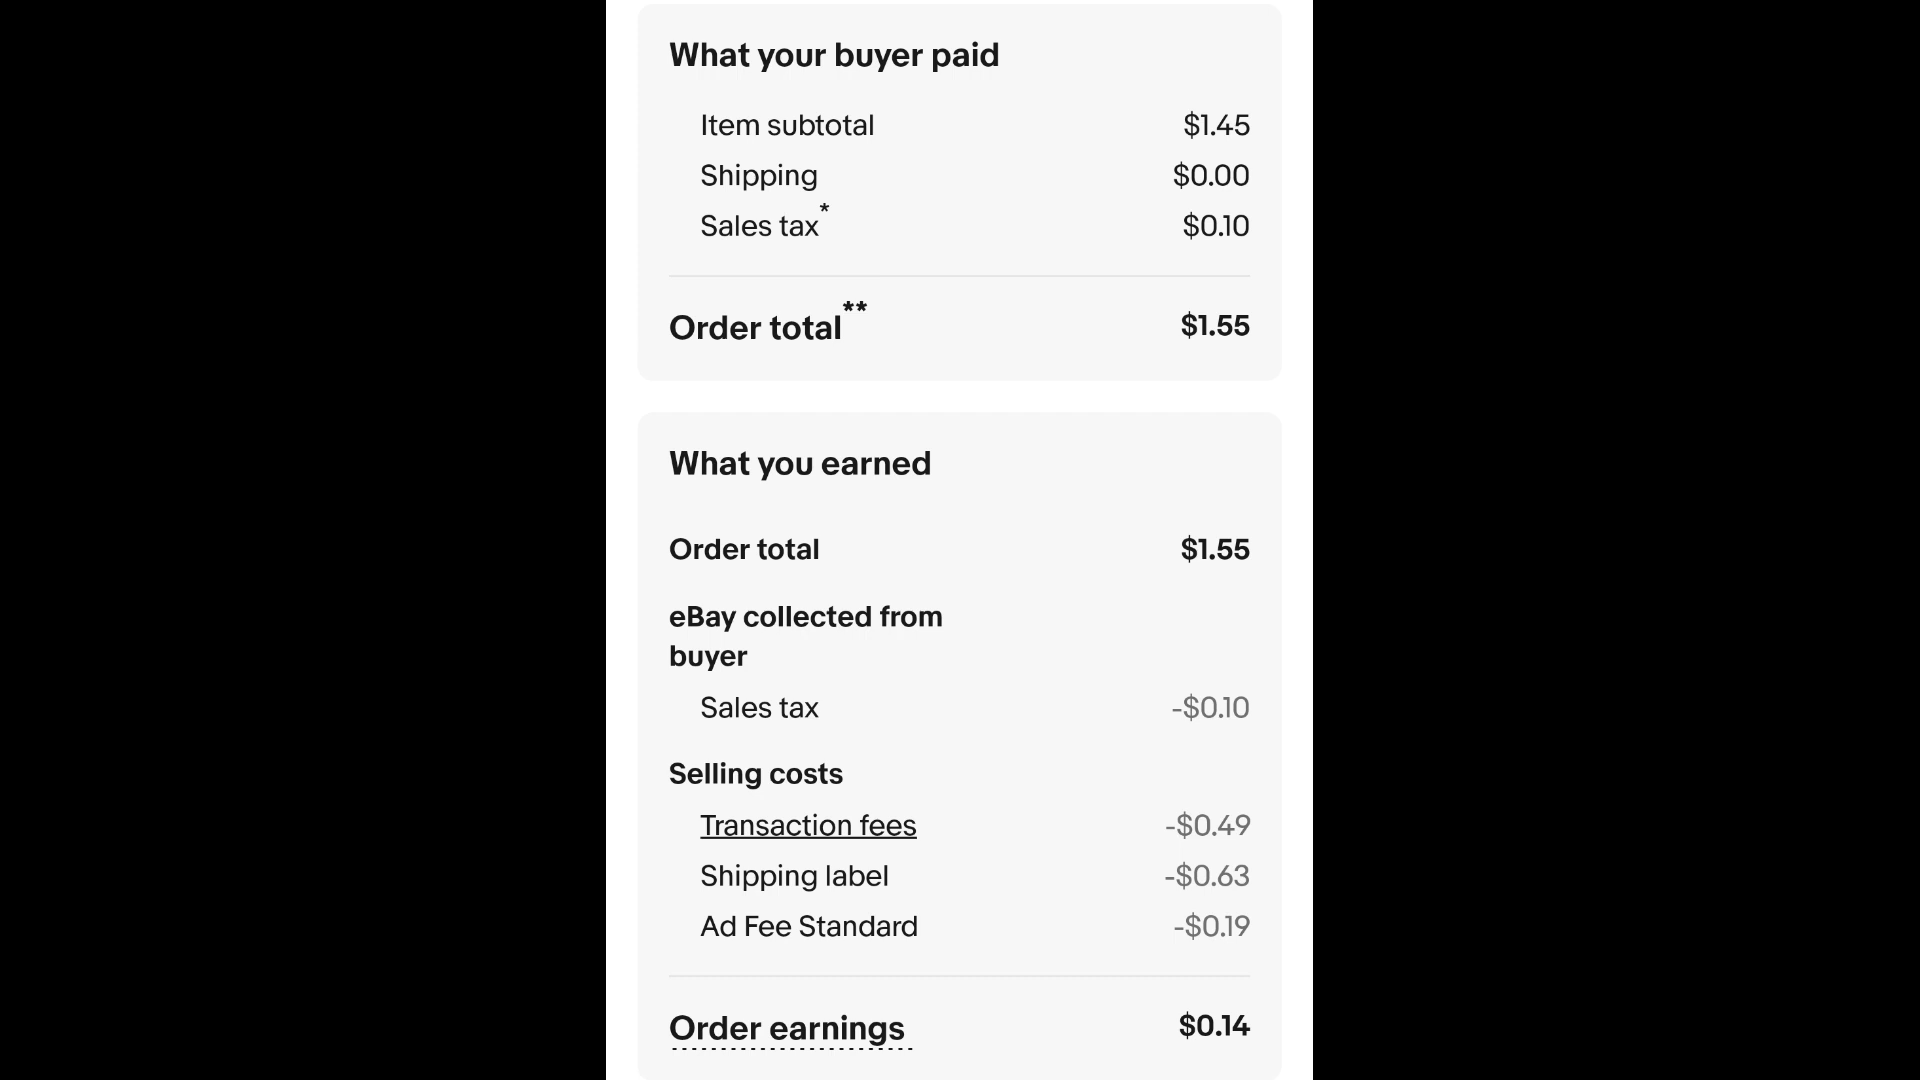 What your buyer paid
Item subtotal $1.45
Shipping $0.00
Sales tax* $0.10
Order total** $1.55
What you earned
Order total $1.55
eBay collected from
buyer
Sales tax -$0.10
Selling costs
Transaction fees -$0.49
Shipping label -$0.63
Ad Fee Standard -$0.19
Order earnings $0.14